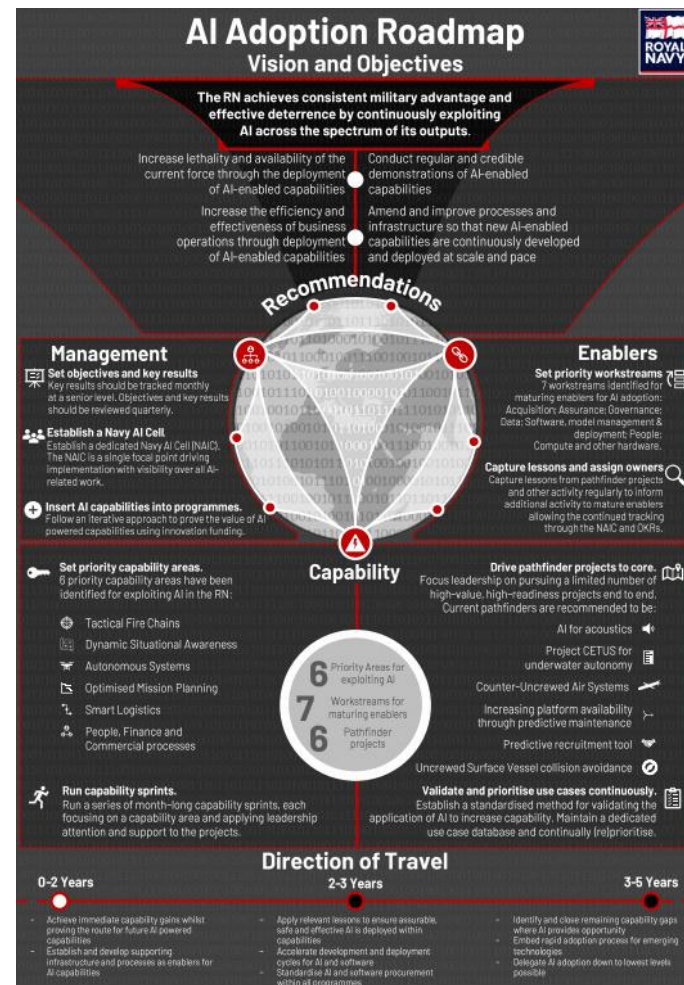 AI Adoption Roadmap
Vision and Objectives
ROYAL
NAVY
The RN achieves consistent military advantage and
effective deterrence by continuously exploiting
AI across the spectrum of its outputs.
Increase lethality and availability of the
current force through the deployment
of AI-enabled capabilities
Conduct regular and credible
demonstrations of AI-enabled
capabilities
Increase the efficiency and
effectiveness of business
operations through deployment
of AI-enabled capabilities
Amend and improve processes and
infrastructure so that new AI-enabled
capabilities are continuously developed
and deployed at scale and pace
Recommendations
Management
Set objectives and key results
Key results should be tracked monthly
at a senior level. Objectives and key results
should be reviewed quarterly.
Establish a Navy AI Cell.
Establish a dedicated Navy AI Cell (NAIC).
The NAIC is a single focal point driving
implementation with visibility over all AI-
related work.
Insert AI capabilities into programmes.
Follow an iterative approach to prove the value of AI
powered capabilities using innovation funding.
Enablers
Set priority workstreams
7 workstreams identified for
maturing enablers for AI adoption:
Acquisition; Assurance; Governance;
Data; Software, model management &
deployment; People;
Compute and other hardware.
Capture lessons and assign owners
Capture lessons from pathfinder projects
and other activity regularly to inform
additional activity to mature enablers
allowing the continued tracking
through the NAIC and OKRs.
Capability
Set priority capability areas.
6 priority capability areas have been
identified for exploiting AI in the RN:
Tactical Fire Chains
Dynamic Situational Awareness
Autonomous Systems
Optimised Mission Planning
Smart Logistics
People, Finance and
Commercial processes
Run capability sprints.
Run a series of month-long capability sprints, each
focusing on a capability area and applying leadership
attention and support to the projects.
6 Priority Areas for
exploiting AI
7 Workstreams for
maturing enablers
6 Pathfinder
projects
Drive pathfinder projects to core.
Focus leadership on pursuing a limited number of
high-value, high-readiness projects end to end.
Current pathfinders are recommended to be:
AI for acoustics
Project CETUS for
underwater autonomy
Counter-Uncrewed Air Systems
Increasing platform availability
through predictive maintenance
Predictive recruitment tool
Uncrewed Surface Vessel collision avoidance
Validate and prioritise use cases continuously.
Establish a standardised method for validating the
application of AI to increase capability. Maintain a dedicated
use case database and continually (re)prioritise.
Direction of Travel
0-2 Years
- Achieve immediate capability gains whilst
proving the route for future AI powered
capabilities
- Establish and develop supporting
infrastructure and processes as enablers for
AI capabilities
2-3 Years
- Apply relevant lessons to ensure assurable,
safe and effective AI is deployed within
capabilities
- Accelerate development and deployment
cycles for AI and software
- Standardise AI and software procurement
within all programmes
3-5 Years
- Identify and close remaining capability gaps
where AI provides opportunity
- Embed rapid adoption process for emerging
technologies
- Delegate AI adoption down to lowest levels
possible